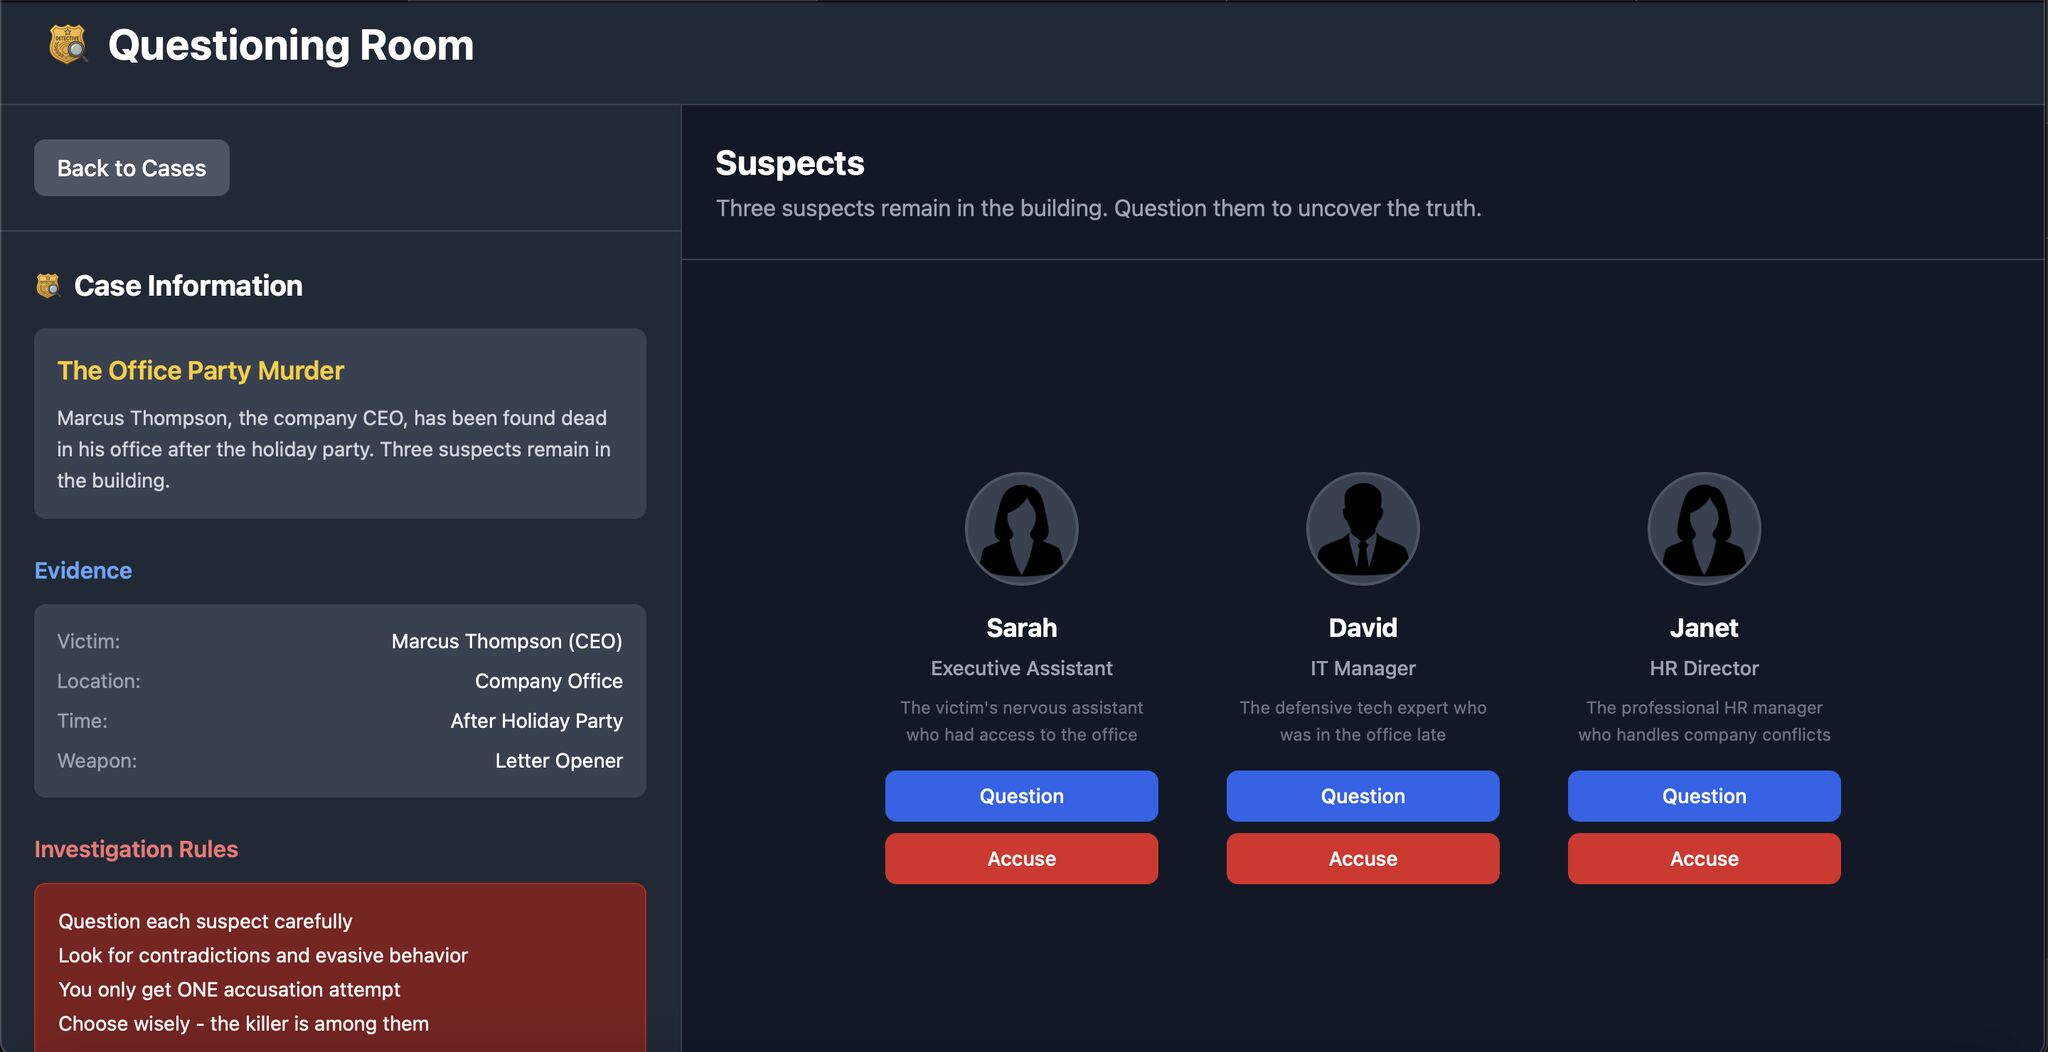 DETECTIVE
Questioning Room
Back to Cases
Case Information
The Office Party Murder
Marcus Thompson, the company CEO, has been found dead
in his office after the holiday party. Three suspects remain in
the building.
Evidence
Victim: Marcus Thompson (CEO)
Location: Company Office
Time: After Holiday Party
Weapon: Letter Opener
Investigation Rules
Question each suspect carefully
Look for contradictions and evasive behavior
You only get ONE accusation attempt
Choose wisely - the killer is among them
Suspects
Three suspects remain in the building. Question them to uncover the truth.
Sarah
Executive Assistant
The victim's nervous assistant
who had access to the office
Question
Accuse
David
IT Manager
The defensive tech expert who
was in the office late
Question
Accuse
Janet
HR Director
The professional HR manager
who handles company conflicts
Question
Accuse